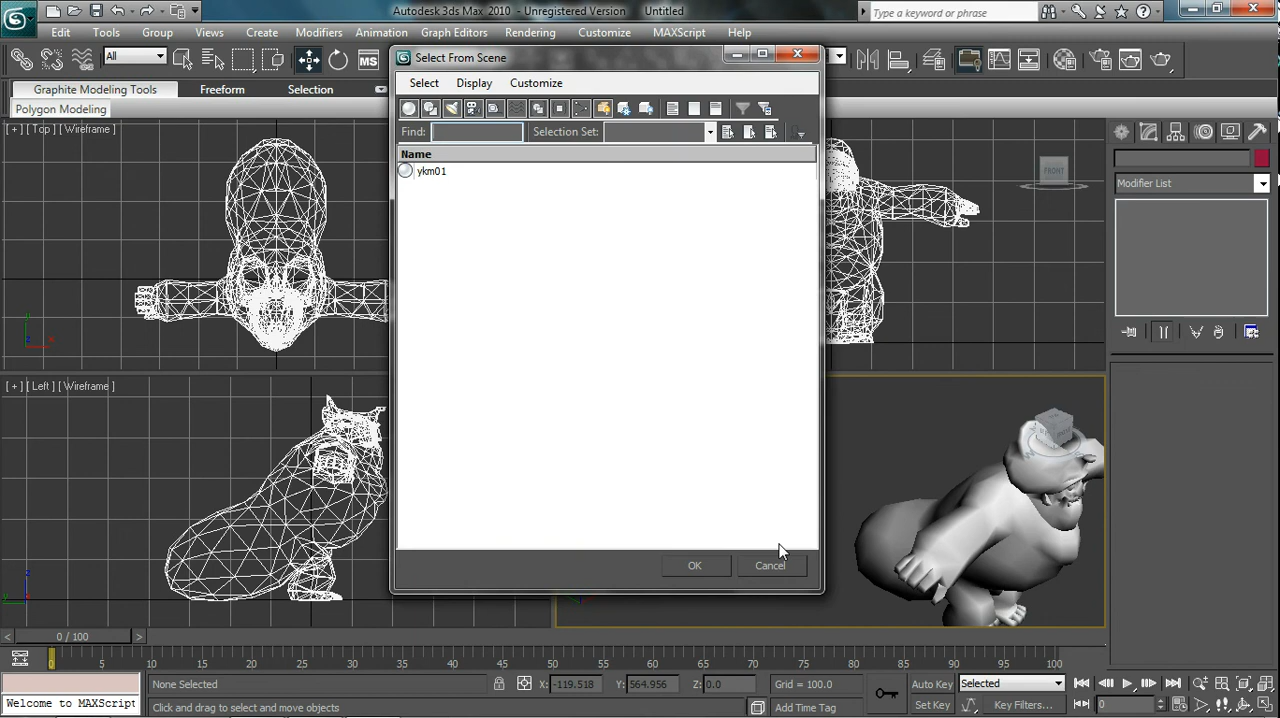 Autodesk 3ds Max 2010 - Unregistered Version Untitled
Type a keyword or phrase
Edit Tools Group Views Create Modifiers Animation Graph Editors Rendering Customize MAXScript Help
All
Graphite Modeling Tools Freeform Selection
Polygon Modeling
[ + ] [ Top ] [ Wireframe ]
Select From Scene
Select Display Customize
Find: Selection Set:
Name
ykm01
OK Cancel
FRONT
Modifier List
[ + ] [ Left ] [ Wireframe ]
0 / 100
0 5 10 15 20 25 30 35 40 45 50 55 60 65 70 75 80 85 90 95 100
None Selected X: -119.518 Y: 564.956 Z: 0.0 Grid = 100.0 Auto Key Selected
Welcome to MAXScript Click and drag to select and move objects Add Time Tag Set Key Key Filters... 0